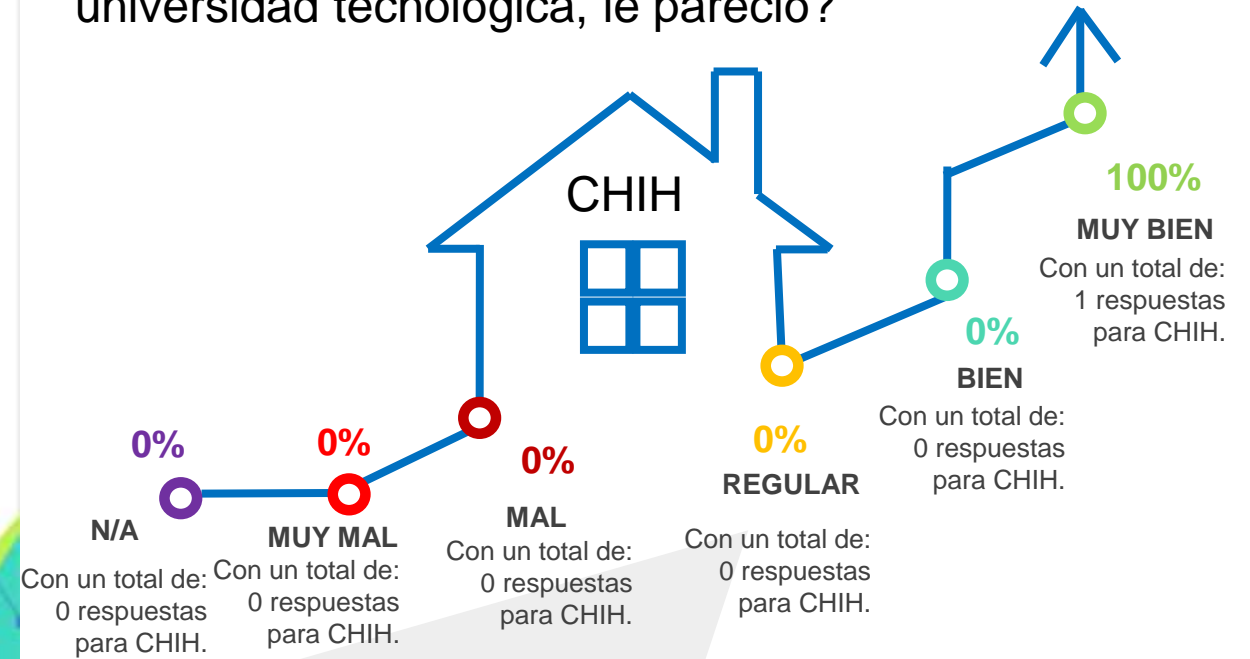 universidad tecnológica, le pareció?
CHIH
100%
MUY BIEN
Con un total de:
1 respuestas
para CHIH.
0%
BIEN
Con un total de:
0 respuestas
para CHIH.
0%
REGULAR
Con un total de:
0 respuestas
para CHIH.
0%
MAL
Con un total de:
0 respuestas
para CHIH.
0%
MUY MAL
Con un total de:
0 respuestas
para CHIH.
0%
N/A
Con un total de:
0 respuestas
para CHIH.